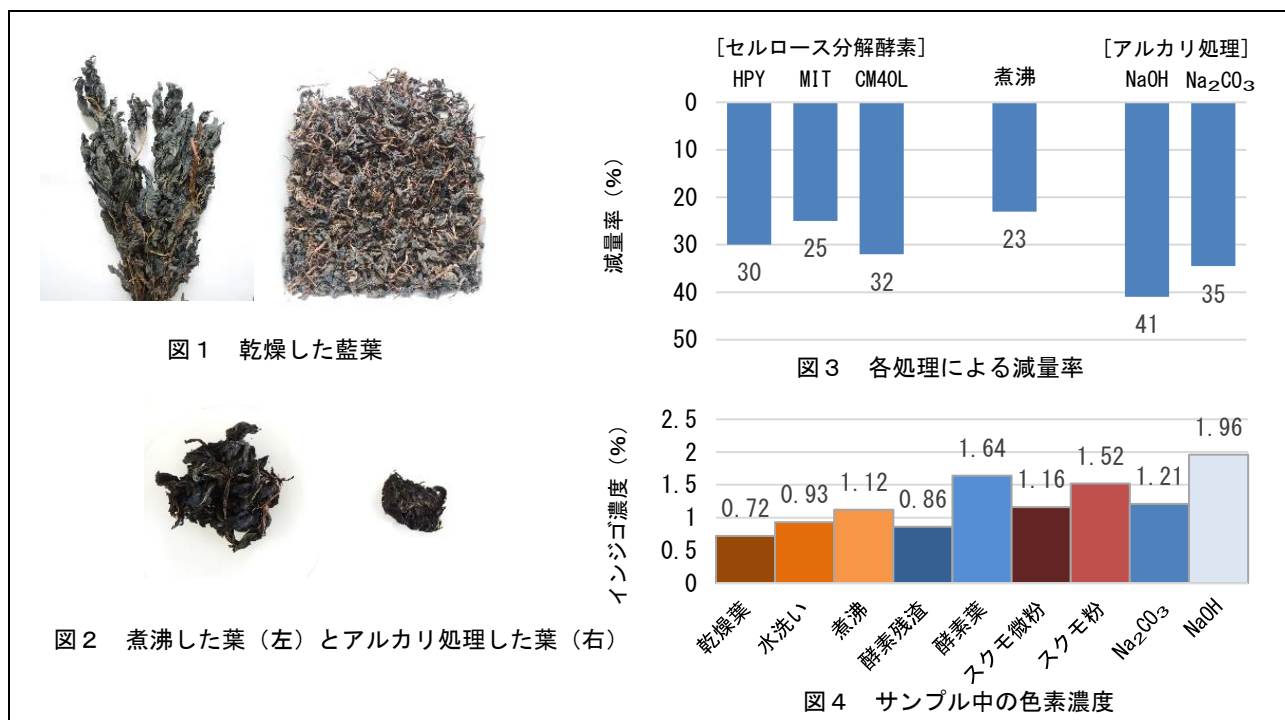 図1 乾燥した藍葉
図2 煮沸した葉(左)とアルカリ処理した葉(右)
[セルロース分解酵素] [アルカリ処理]
HPY MIT CM40L 煮沸 NaOH Na₂CO₃
減量率(%)
0
10
20
30
40
50
30 25 32 23 41 35
図3 各処理による減量率
インジゴ濃度(%)
2.5
2
1.5
1
0.5
0
0.72 0.93 1.12 0.86 1.64 1.16 1.52 1.21 1.96
乾燥葉 水洗い 煮沸 酵素残渣 酵素葉 スクモ微粉 スクモ粉 Na₂CO₃ NaOH
図4 サンプル中の色素濃度